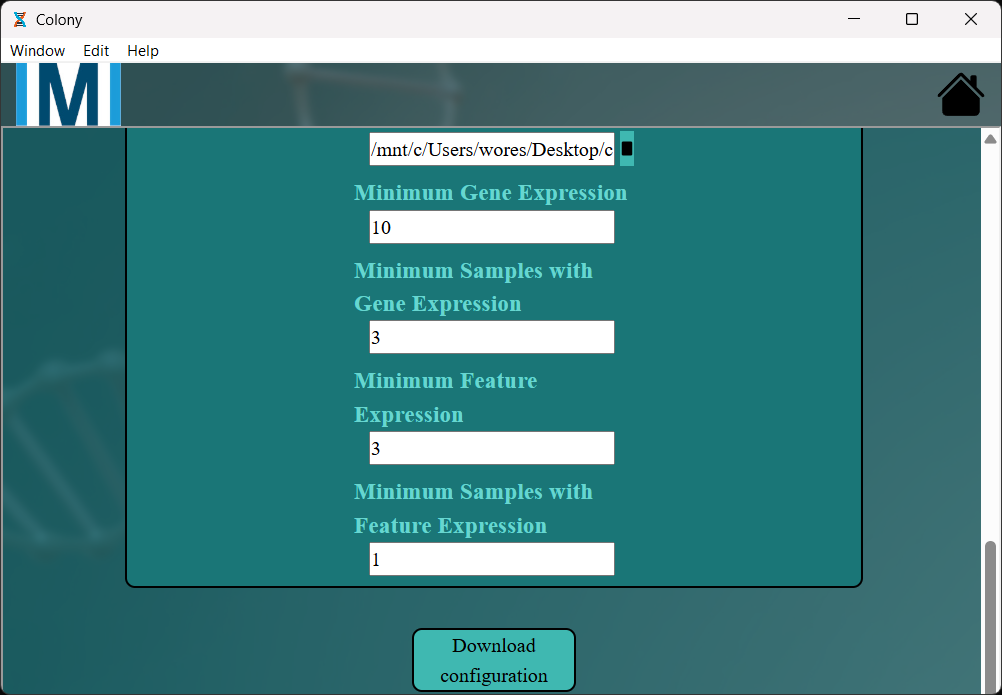 Colony
Window Edit Help
IMI
/mnt/c/Users/wores/Desktop/c
Minimum Gene Expression
10
Minimum Samples with
Gene Expression
3
Minimum Feature
Expression
3
Minimum Samples with
Feature Expression
1
Download
configuration